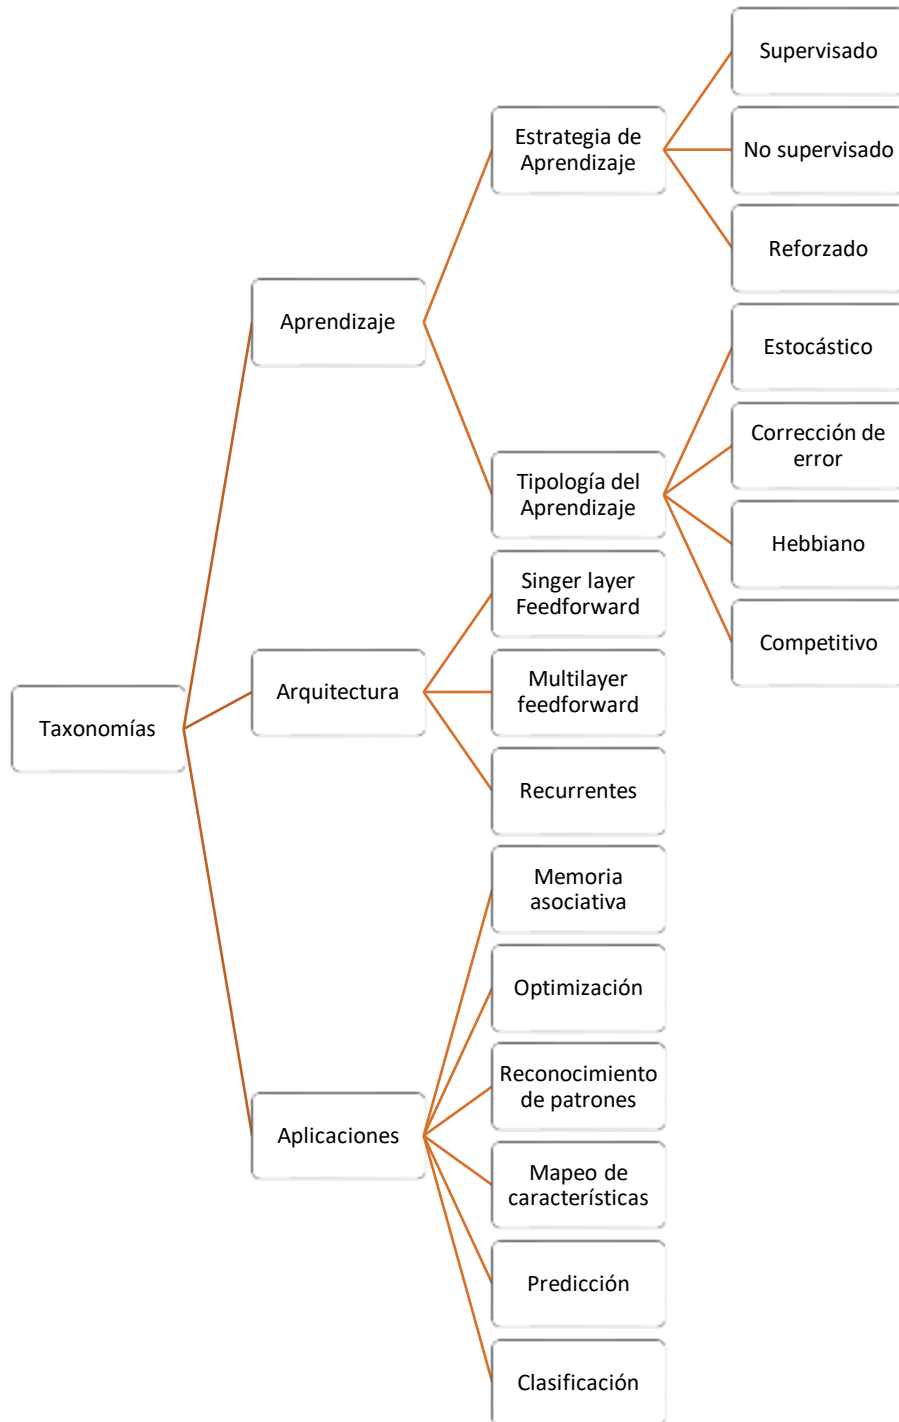 Supervisado
Estrategia de
Aprendizaje
No supervisado
Reforzado
Aprendizaje
Estocástico
Corrección de
error
Tipología del
Aprendizaje
Hebbiano
Competitivo
Singer layer
Feedforward
Arquitectura
Multilayer
feedforward
Taxonomías
Recurrentes
Memoria
asociativa
Optimización
Reconocimiento
de patrones
Aplicaciones
Mapeo de
característísticas
Predicción
Clasificación